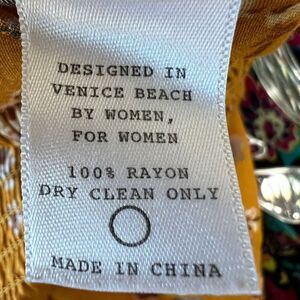 DESIGNED IN
VENICE BEACH
BY WOMEN,
FOR WOMEN
100% RAYON
DRY CLEAN ONLY
MADE IN CHINA